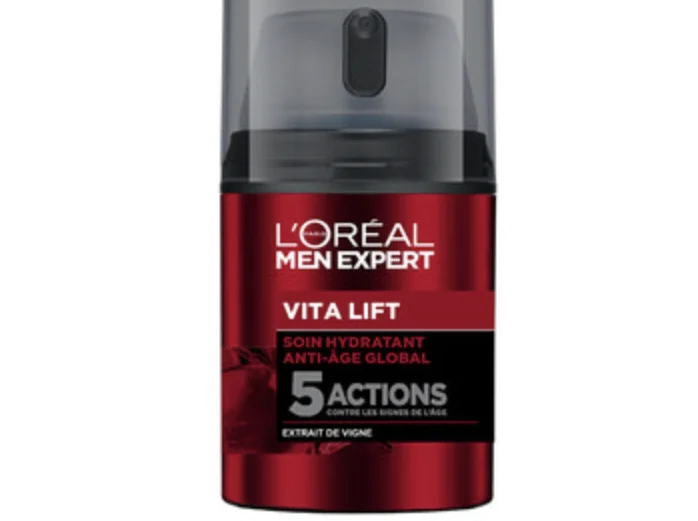 L'ORÉAL
PARIS
MEN EXPERT
VITA LIFT
SOIN HYDRATANT
ANTI-ÂGE GLOBAL
5 ACTIONS
CONTRE LES SIGNES DE L'ÂGE
EXTRAIT DE VIGNE